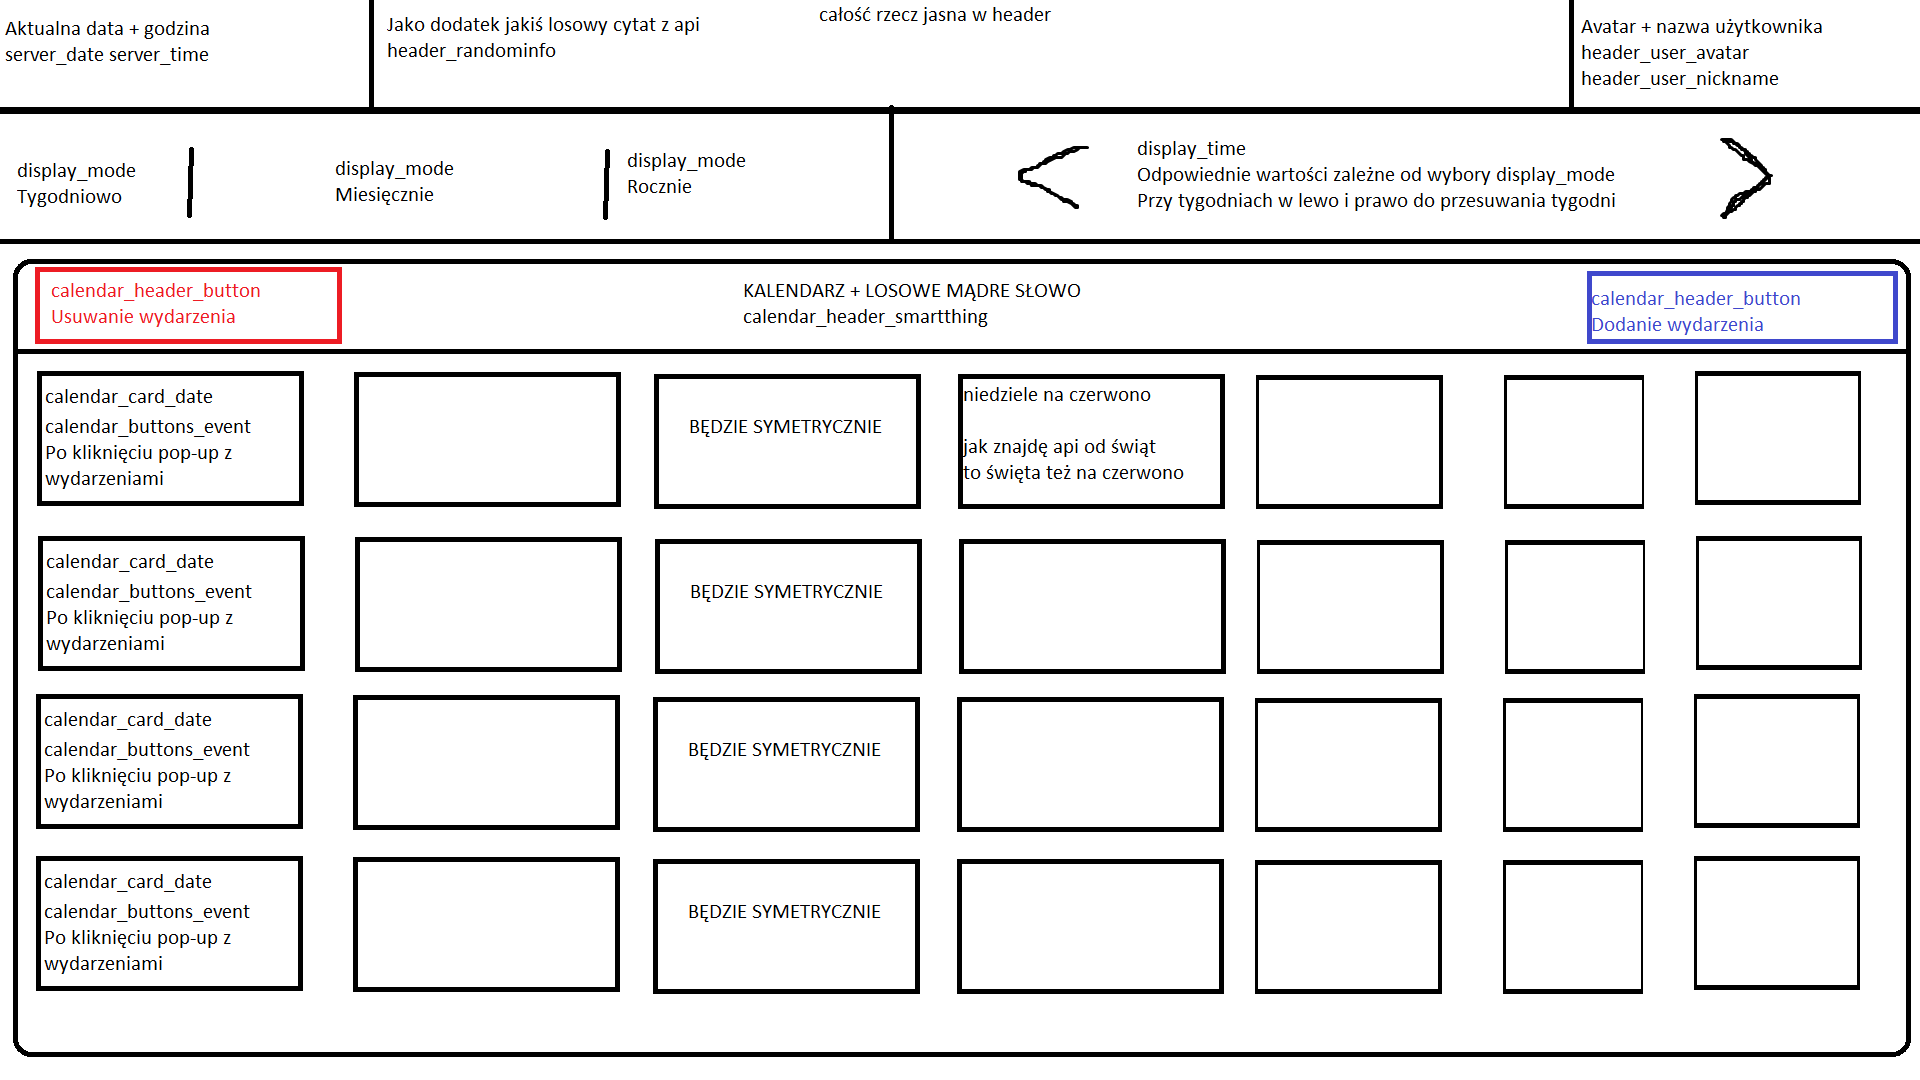 Aktualna data + godzina
server_date server_time
Jako dodatek jakiś losowy cytat z api
header_randominfo
całość rzecz jasna w header
Avatar + nazwa użytkownika
header_user_avatar
header_user_nickname
display_mode
Tygodniowo
display_mode
Miesięcznie
display_mode
Rocznie
display_time
Odpowiednie wartości zależne od wybory display_mode
Przy tygodniach w lewo i prawo do przesuwania tygodni
calendar_header_button
Usuwanie wydarzenia
KALENDARZ + LOSOWE MĄDRE SŁOWO
calendar_header_smartthing
calendar_header_button
Dodanie wydarzenia
calendar_card_date
calendar_buttons_event
Po kliknięciu pop-up z
wydarzeniami
BĘDZIE SYMETRYCZNIE
niedziele na czerwono
jak znajdę api od świąt
to święta też na czerwono
calendar_card_date
calendar_buttons_event
Po kliknięciu pop-up z
wydarzeniami
BĘDZIE SYMETRYCZNIE
calendar_card_date
calendar_buttons_event
Po kliknięciu pop-up z
wydarzeniami
BĘDZIE SYMETRYCZNIE
calendar_card_date
calendar_buttons_event
Po kliknięciu pop-up z
wydarzeniami
BĘDZIE SYMETRYCZNIE